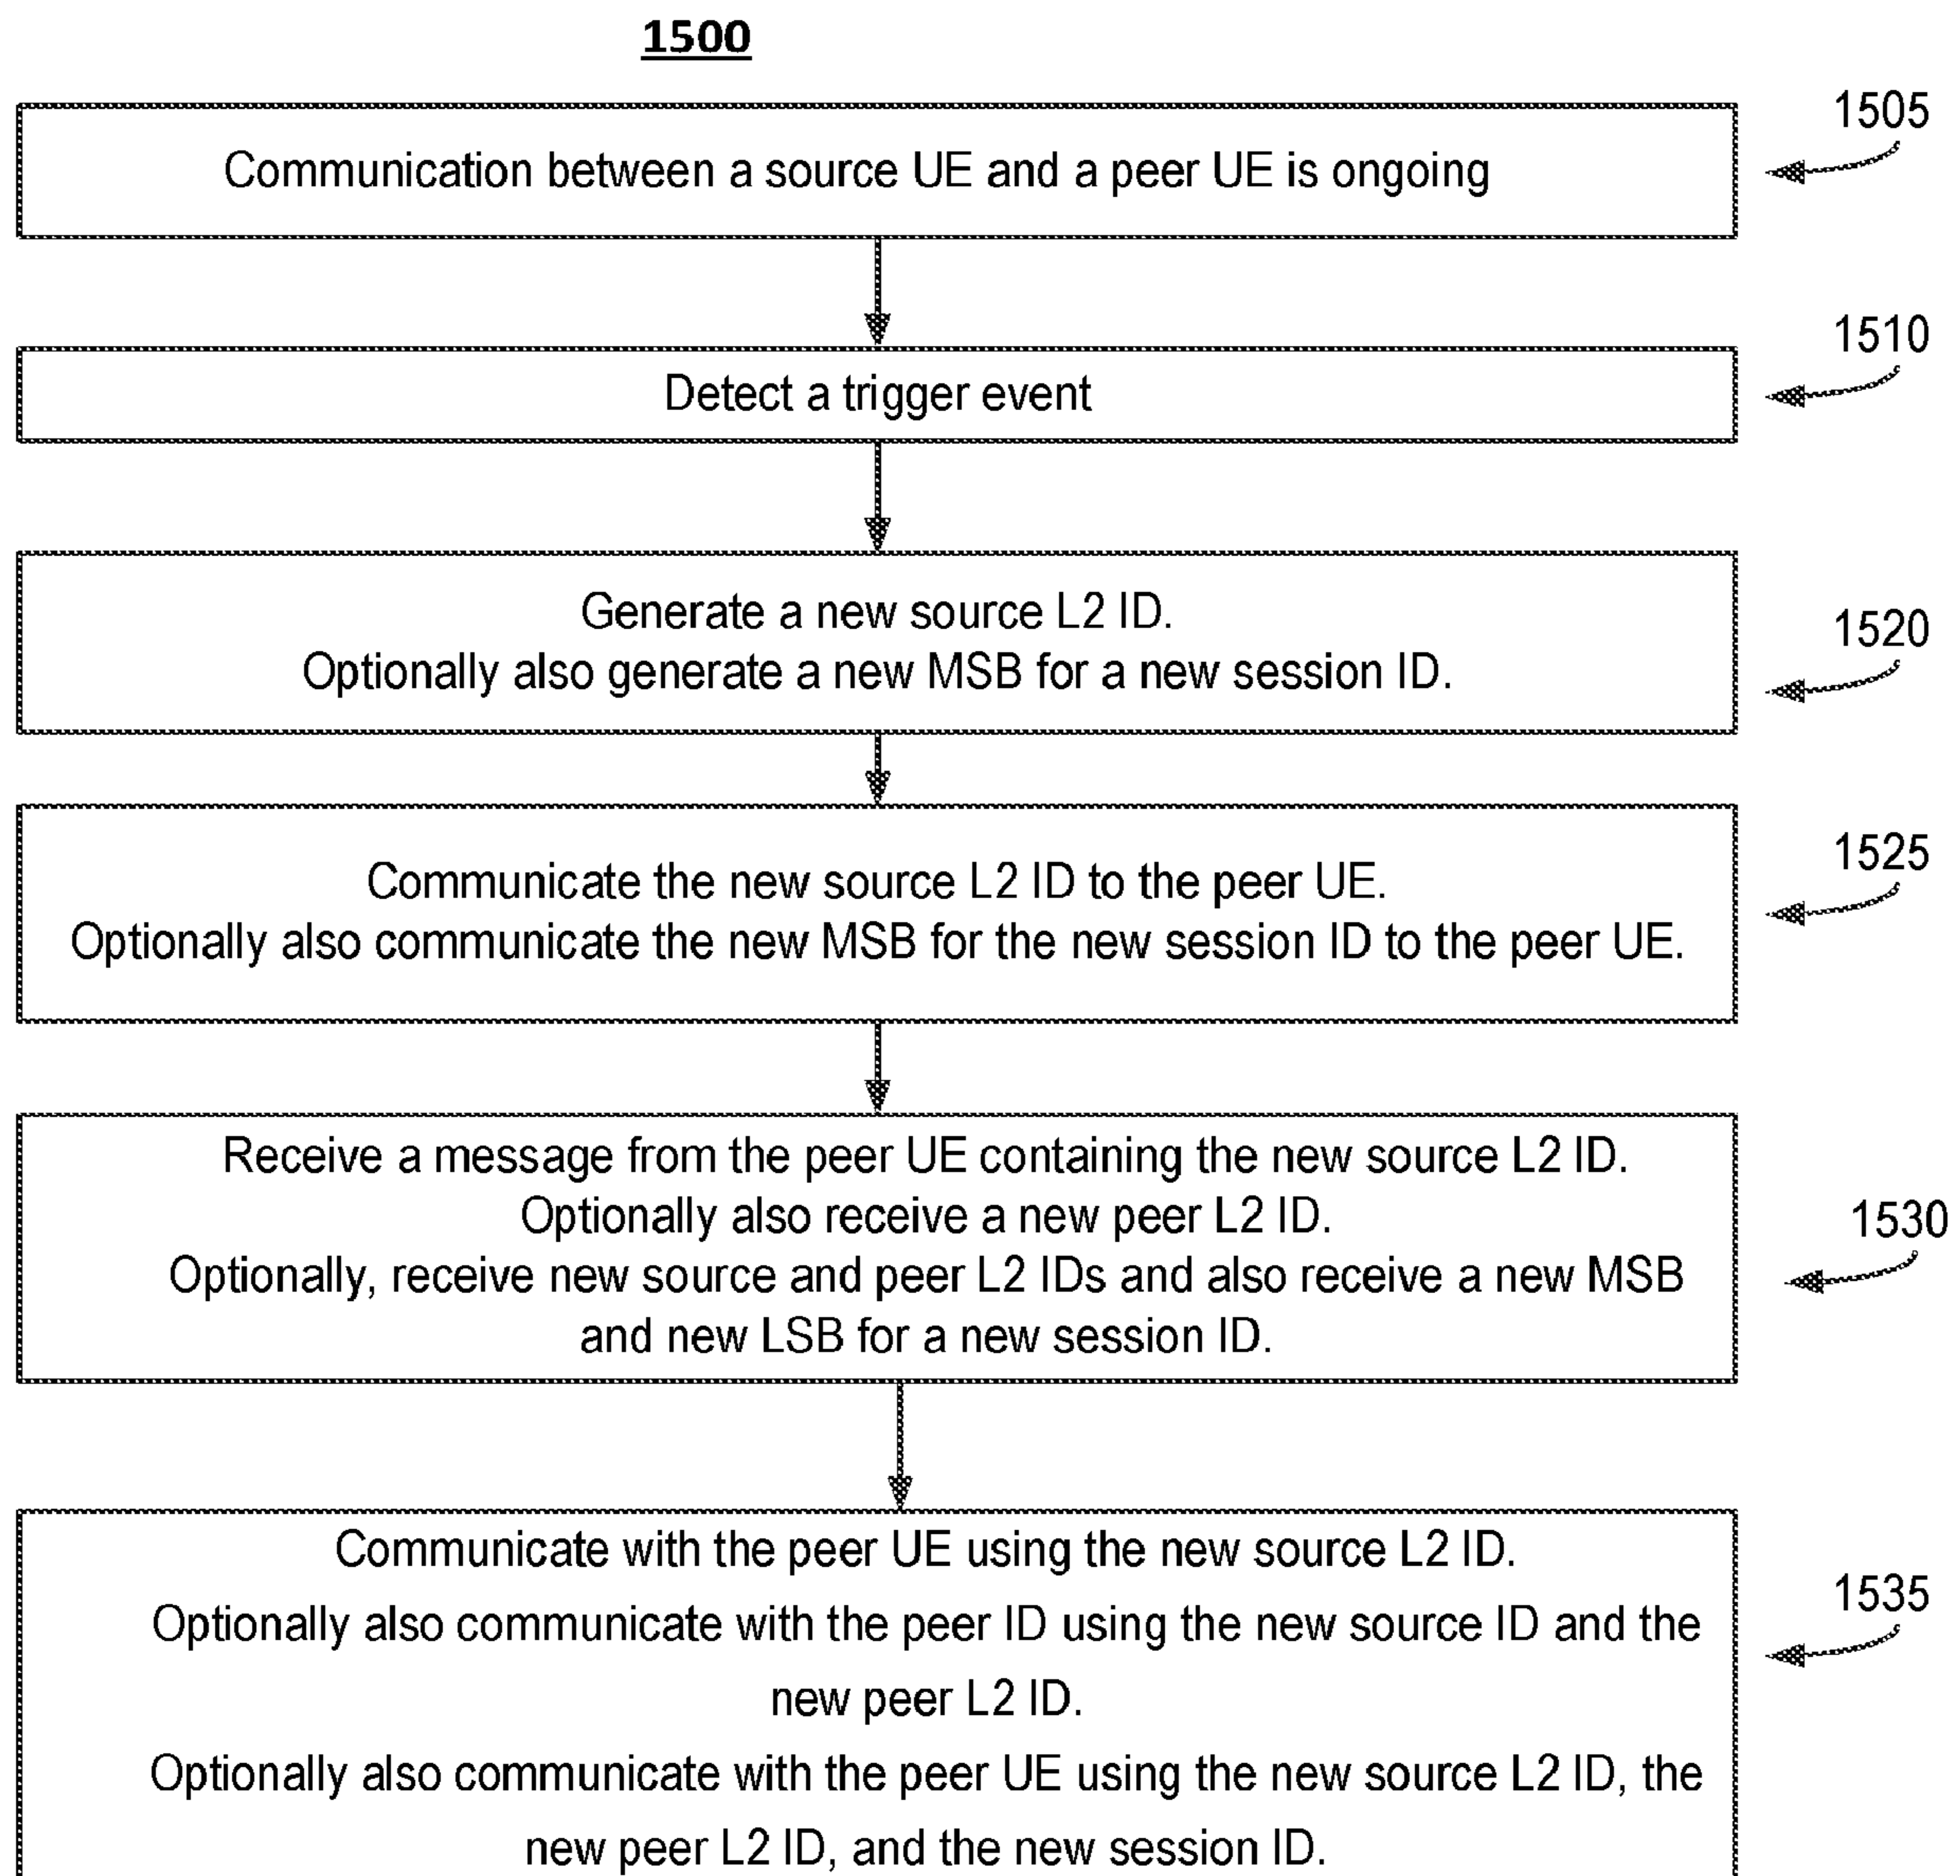 1500
Communication between a source UE and a peer UE is ongoing
1505
Detect a trigger event
1510
Generate a new source L2 ID.
Optionally also generate a new MSB for a new session ID.
1520
Communicate the new source L2 ID to the peer UE.
Optionally also communicate the new MSB for the new session ID to the peer UE.
1525
Receive a message from the peer UE containing the new source L2 ID.
Optionally also receive a new peer L2 ID.
Optionally, receive new source and peer L2 IDs and also receive a new MSB
and new LSB for a new session ID.
1530
Communicate with the peer UE using the new source L2 ID.
Optionally also communicate with the peer ID using the new source ID and the
new peer L2 ID.
Optionally also communicate with the peer UE using the new source L2 ID, the
new peer L2 ID, and the new session ID.
1535